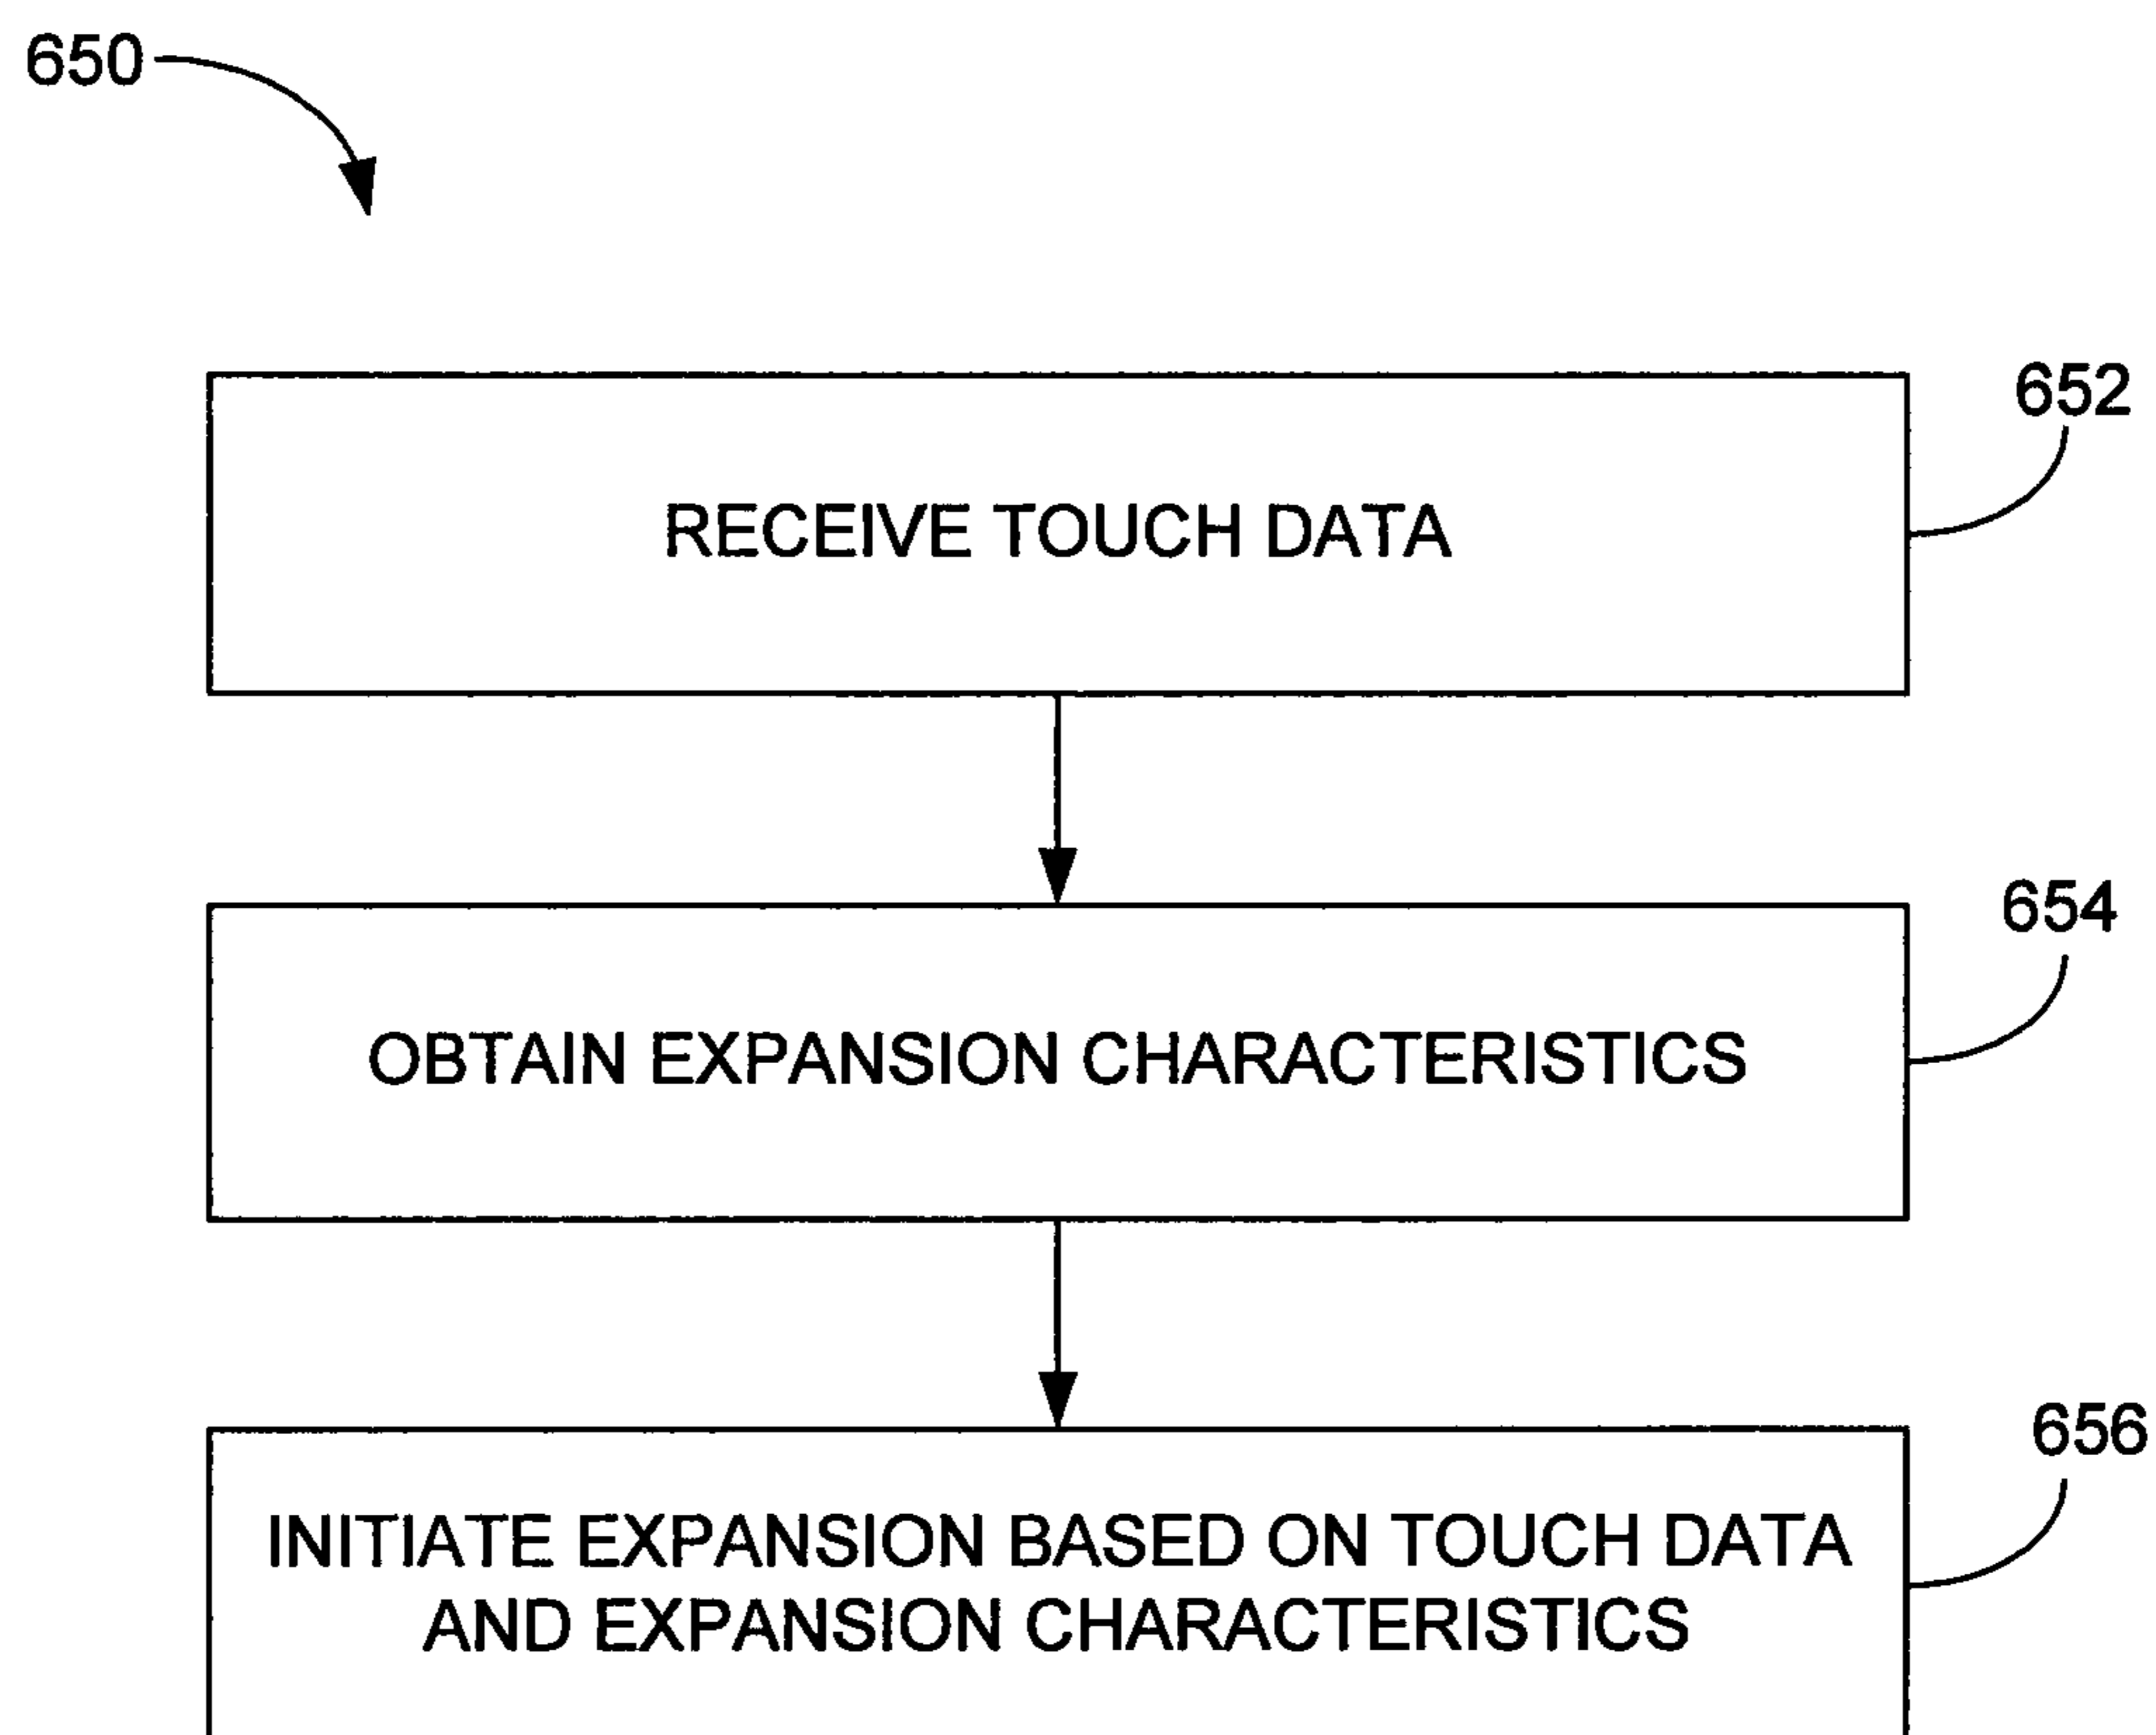 650
652
RECEIVE TOUCH DATA
654
OBTAIN EXPANSION CHARACTERISTICS
656
INITIATE EXPANSION BASED ON TOUCH DATA
AND EXPANSION CHARACTERISTICS